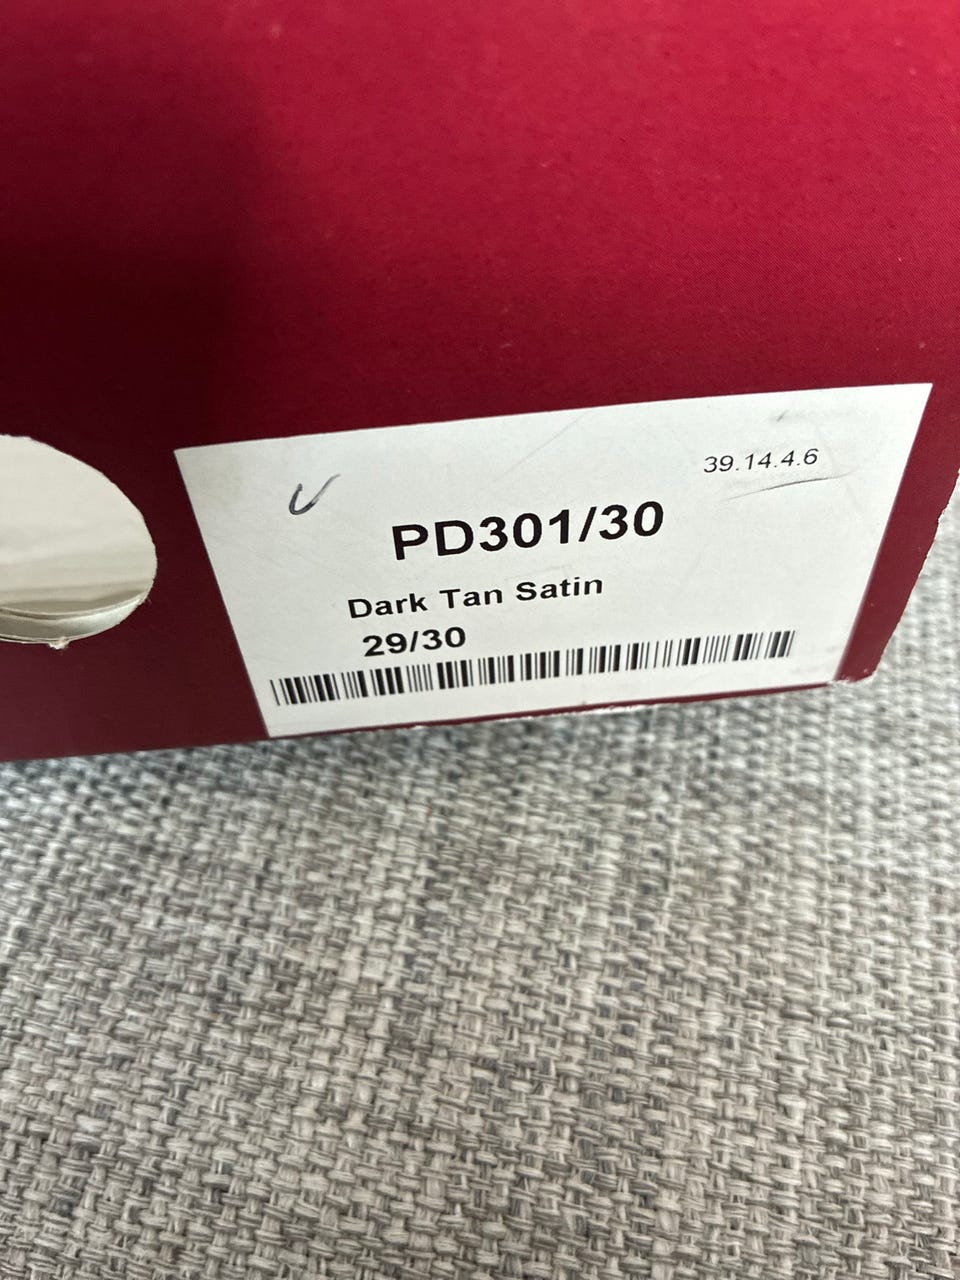 39.14.4.6
PD301/30
Dark Tan Satin
29/30